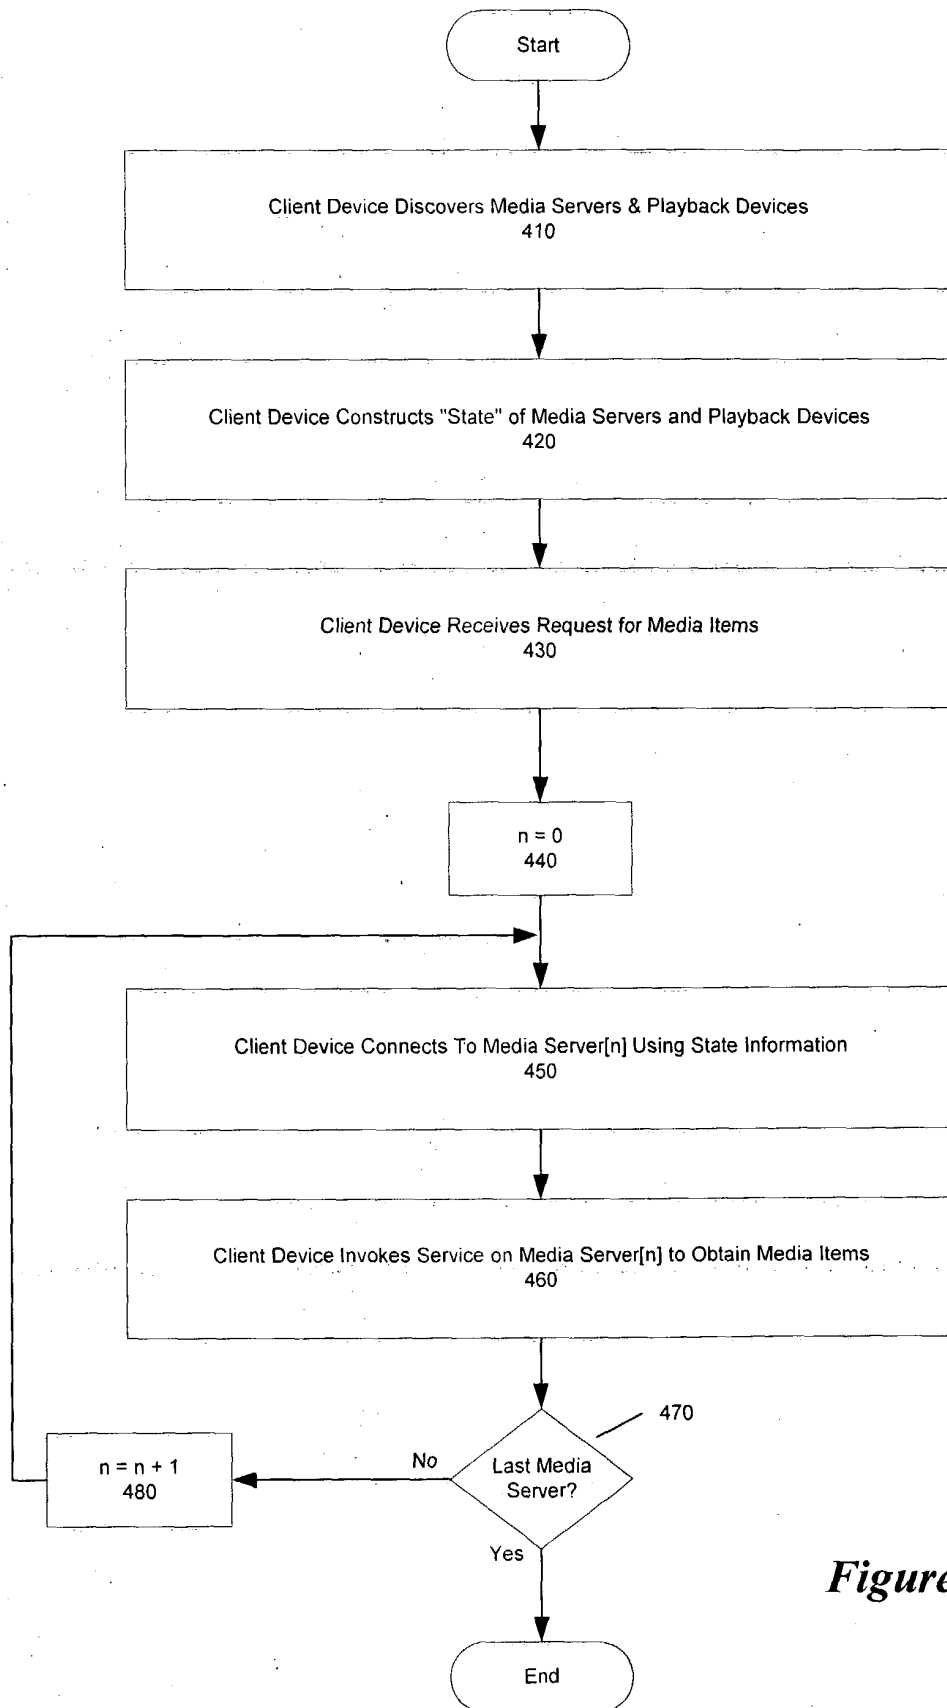 Start
Client Device Discovers Media Servers & Playback Devices
410
Client Device Constructs "State" of Media Servers and Playback Devices
420
Client Device Receives Request for Media Items
430
n = 0
440
Client Device Connects To Media Server[n] Using State Information
450
Client Device Invokes Service on Media Server[n] to Obtain Media Items
460
470
Last Media
Server?
No
n = n + 1
480
Yes
Figure
End